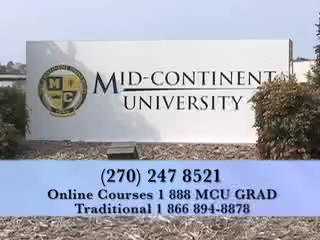 M C
C
MID-CONTINENT
UNIVERSITY
(270) 247 8521
Online Courses 1 888 MCU GRAD
Traditional 1 866 894-8878